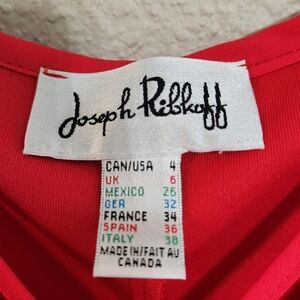 Joseph Ribkoff
CAN/USA 4
UK 6
MEXICO 26
GER 32
FRANCE 34
SPAIN 36
ITALY 38
MADE IN/FAIT AU
CANADA